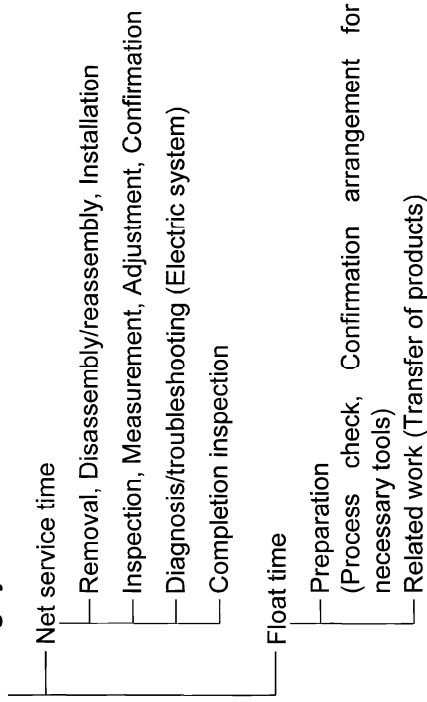 Net service time
Removal, Disassembly/reassembly, Installation
Inspection, Measurement, Adjustment, Confirmation
Diagnosis/troubleshooting (Electric system)
Completion inspection
Float time
Preparation
(Process check, Confirmation arrangement for
necessary tools)
Related work (Transfer of products)